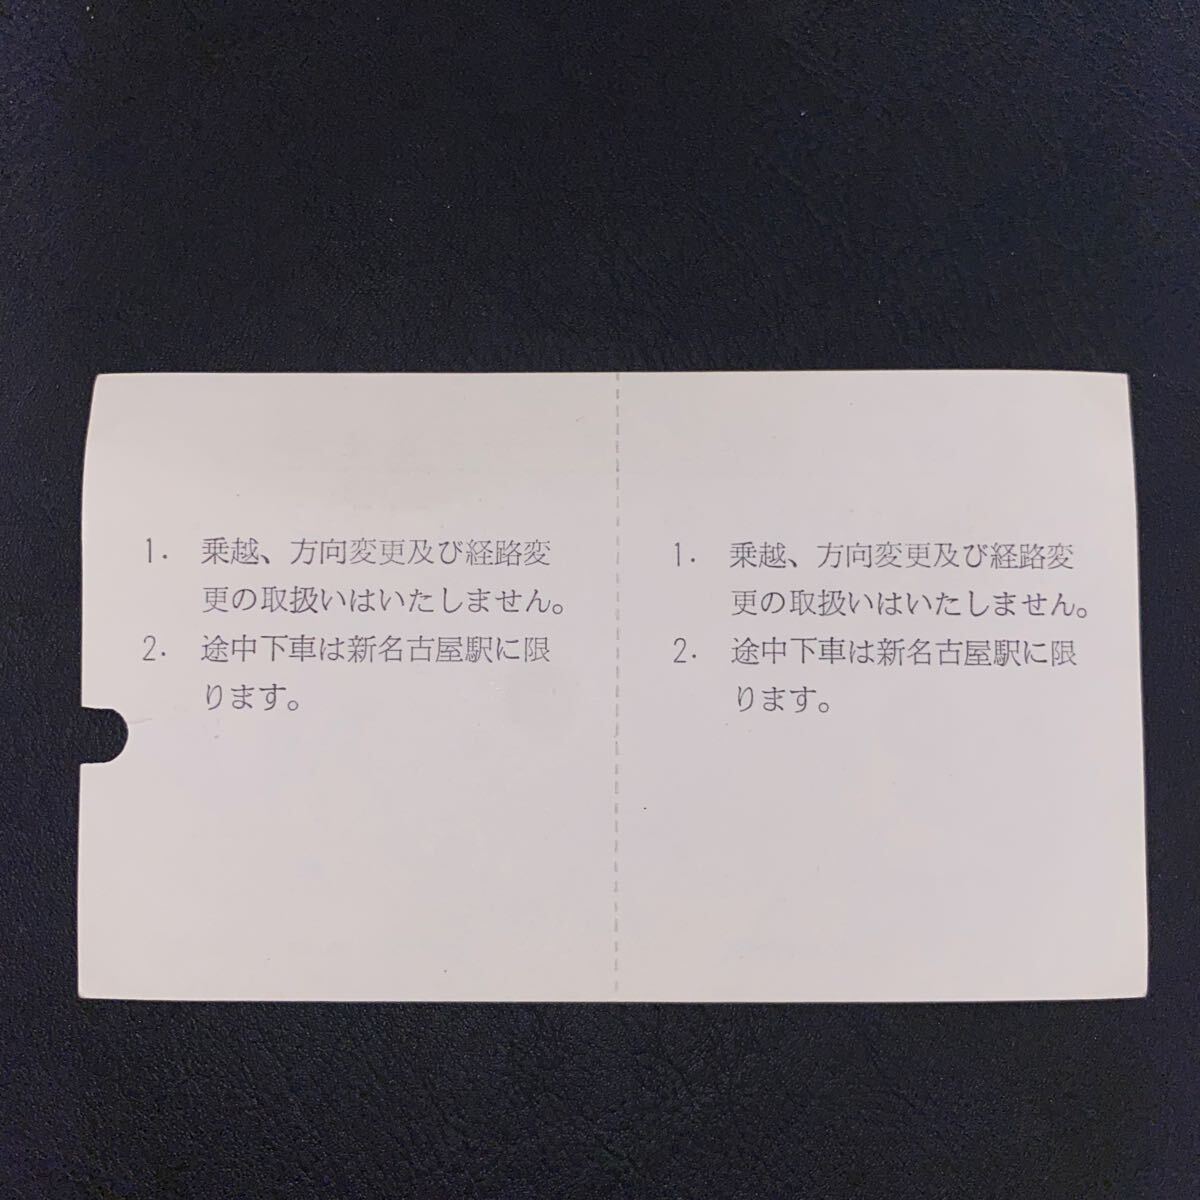 1. 乗越、方向変更及び経路変
更の取扱いはいたしません。
2. 途中下車は新名古屋駅に限
ります。
1. 乗越、方向変更及び経路変
更の取扱いはいたしません。
2. 途中下車は新名古屋駅に限
ります。